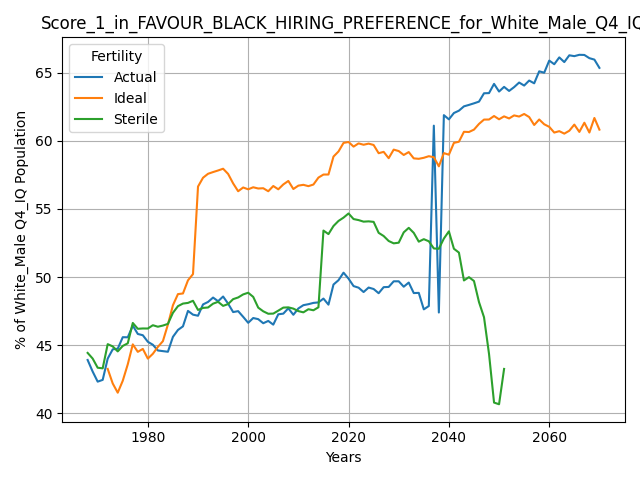 Score_1_in_FAVOUR_BLACK_HIRING_PREFERENCE_for_White_Male_Q4_IQ
Fertility
Actual
Ideal
Sterile
% of White_Male Q4_IQ Population
65
60
55
50
45
40
1980
2000
2020
2040
2060
Years